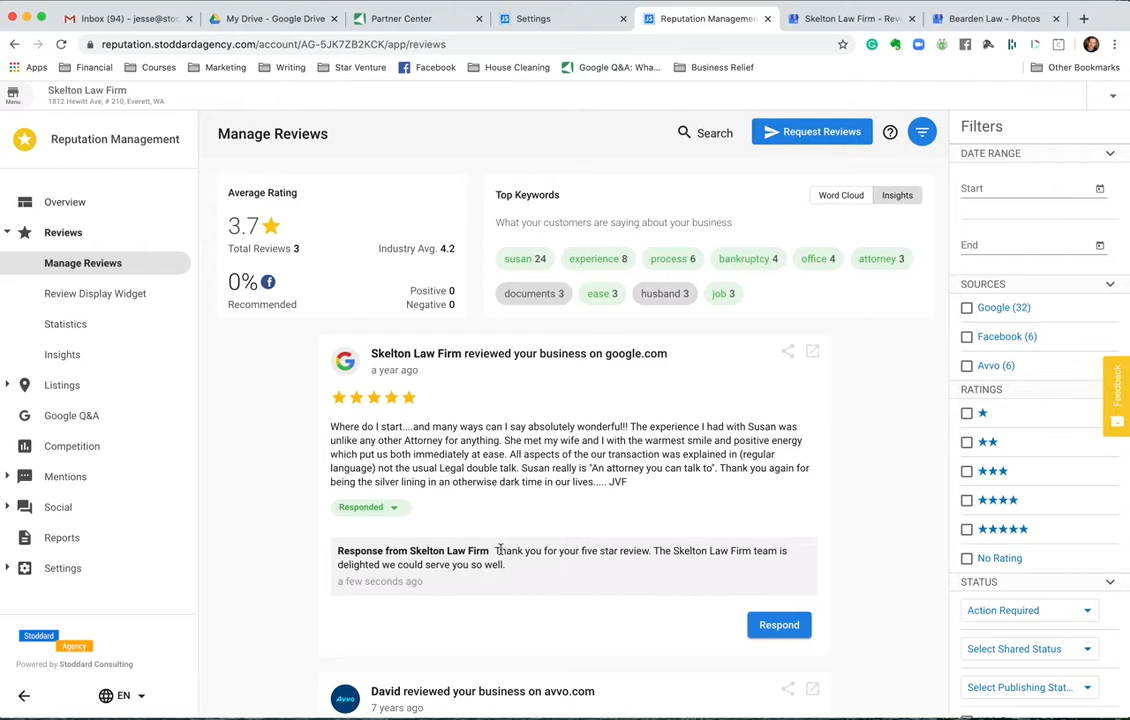 Inbox (94) - jesse@stoc
My Drive - Google Drive
Partner Center
Settings
Reputation Managemen
Skelton Law Firm - Revie
Bearden Law - Photos
reputation.stoddardagency.com/account/AG-5JK7ZB2KCK/app/reviews
Apps
Financial
Courses
Marketing
Writing
Star Venture
Facebook
House Cleaning
Google Q&A: Wha...
Business Relief
Other Bookmarks
Menu
Skelton Law Firm
1812 Hewitt Ave, # 210, Everett, WA
Reputation Management
Overview
Reviews
Manage Reviews
Review Display Widget
Statistics
Insights
Listings
Google Q&A
Competition
Mentions
Social
Reports
Settings
Stoddard
Agency
Powered by Stoddard Consulting
EN
Manage Reviews
Search
Request Reviews
Average Rating
3.7
Total Reviews 3
Industry Avg. 4.2
0%
Recommended
Positive 0
Negative 0
Top Keywords
Word Cloud
Insights
What your customers are saying about your business
susan 24
experience 8
process 6
bankruptcy 4
office 4
attorney 3
documents 3
ease 3
husband 3
job 3
Skelton Law Firm reviewed your business on google.com
a year ago
Where do I start....and many ways can I say absolutely wonderful!! The experience I had with Susan was
unlike any other Attorney for anything. She met my wife and I with the warmest smile and positive energy
which put us both immediately at ease. All aspects of the our transaction was explained in (regular
language) not the usual Legal double talk. Susan really is "An attorney you can talk to". Thank you again for
being the silver lining in an otherwise dark time in our lives..... JVF
Responded
Response from Skelton Law Firm Thank you for your five star review. The Skelton Law Firm team is
delighted we could serve you so well.
a few seconds ago
Respond
Avvo
David reviewed your business on avvo.com
7 years ago
Filters
DATE RANGE
Start
End
SOURCES
Google (32)
Facebook (6)
Avvo (6)
RATINGS
No Rating
STATUS
Action Required
Select Shared Status
Select Publishing Stat...
Feedback